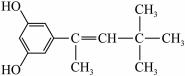 HO CH₃
C=CH—C—CH₃
HO CH₃ CH₃